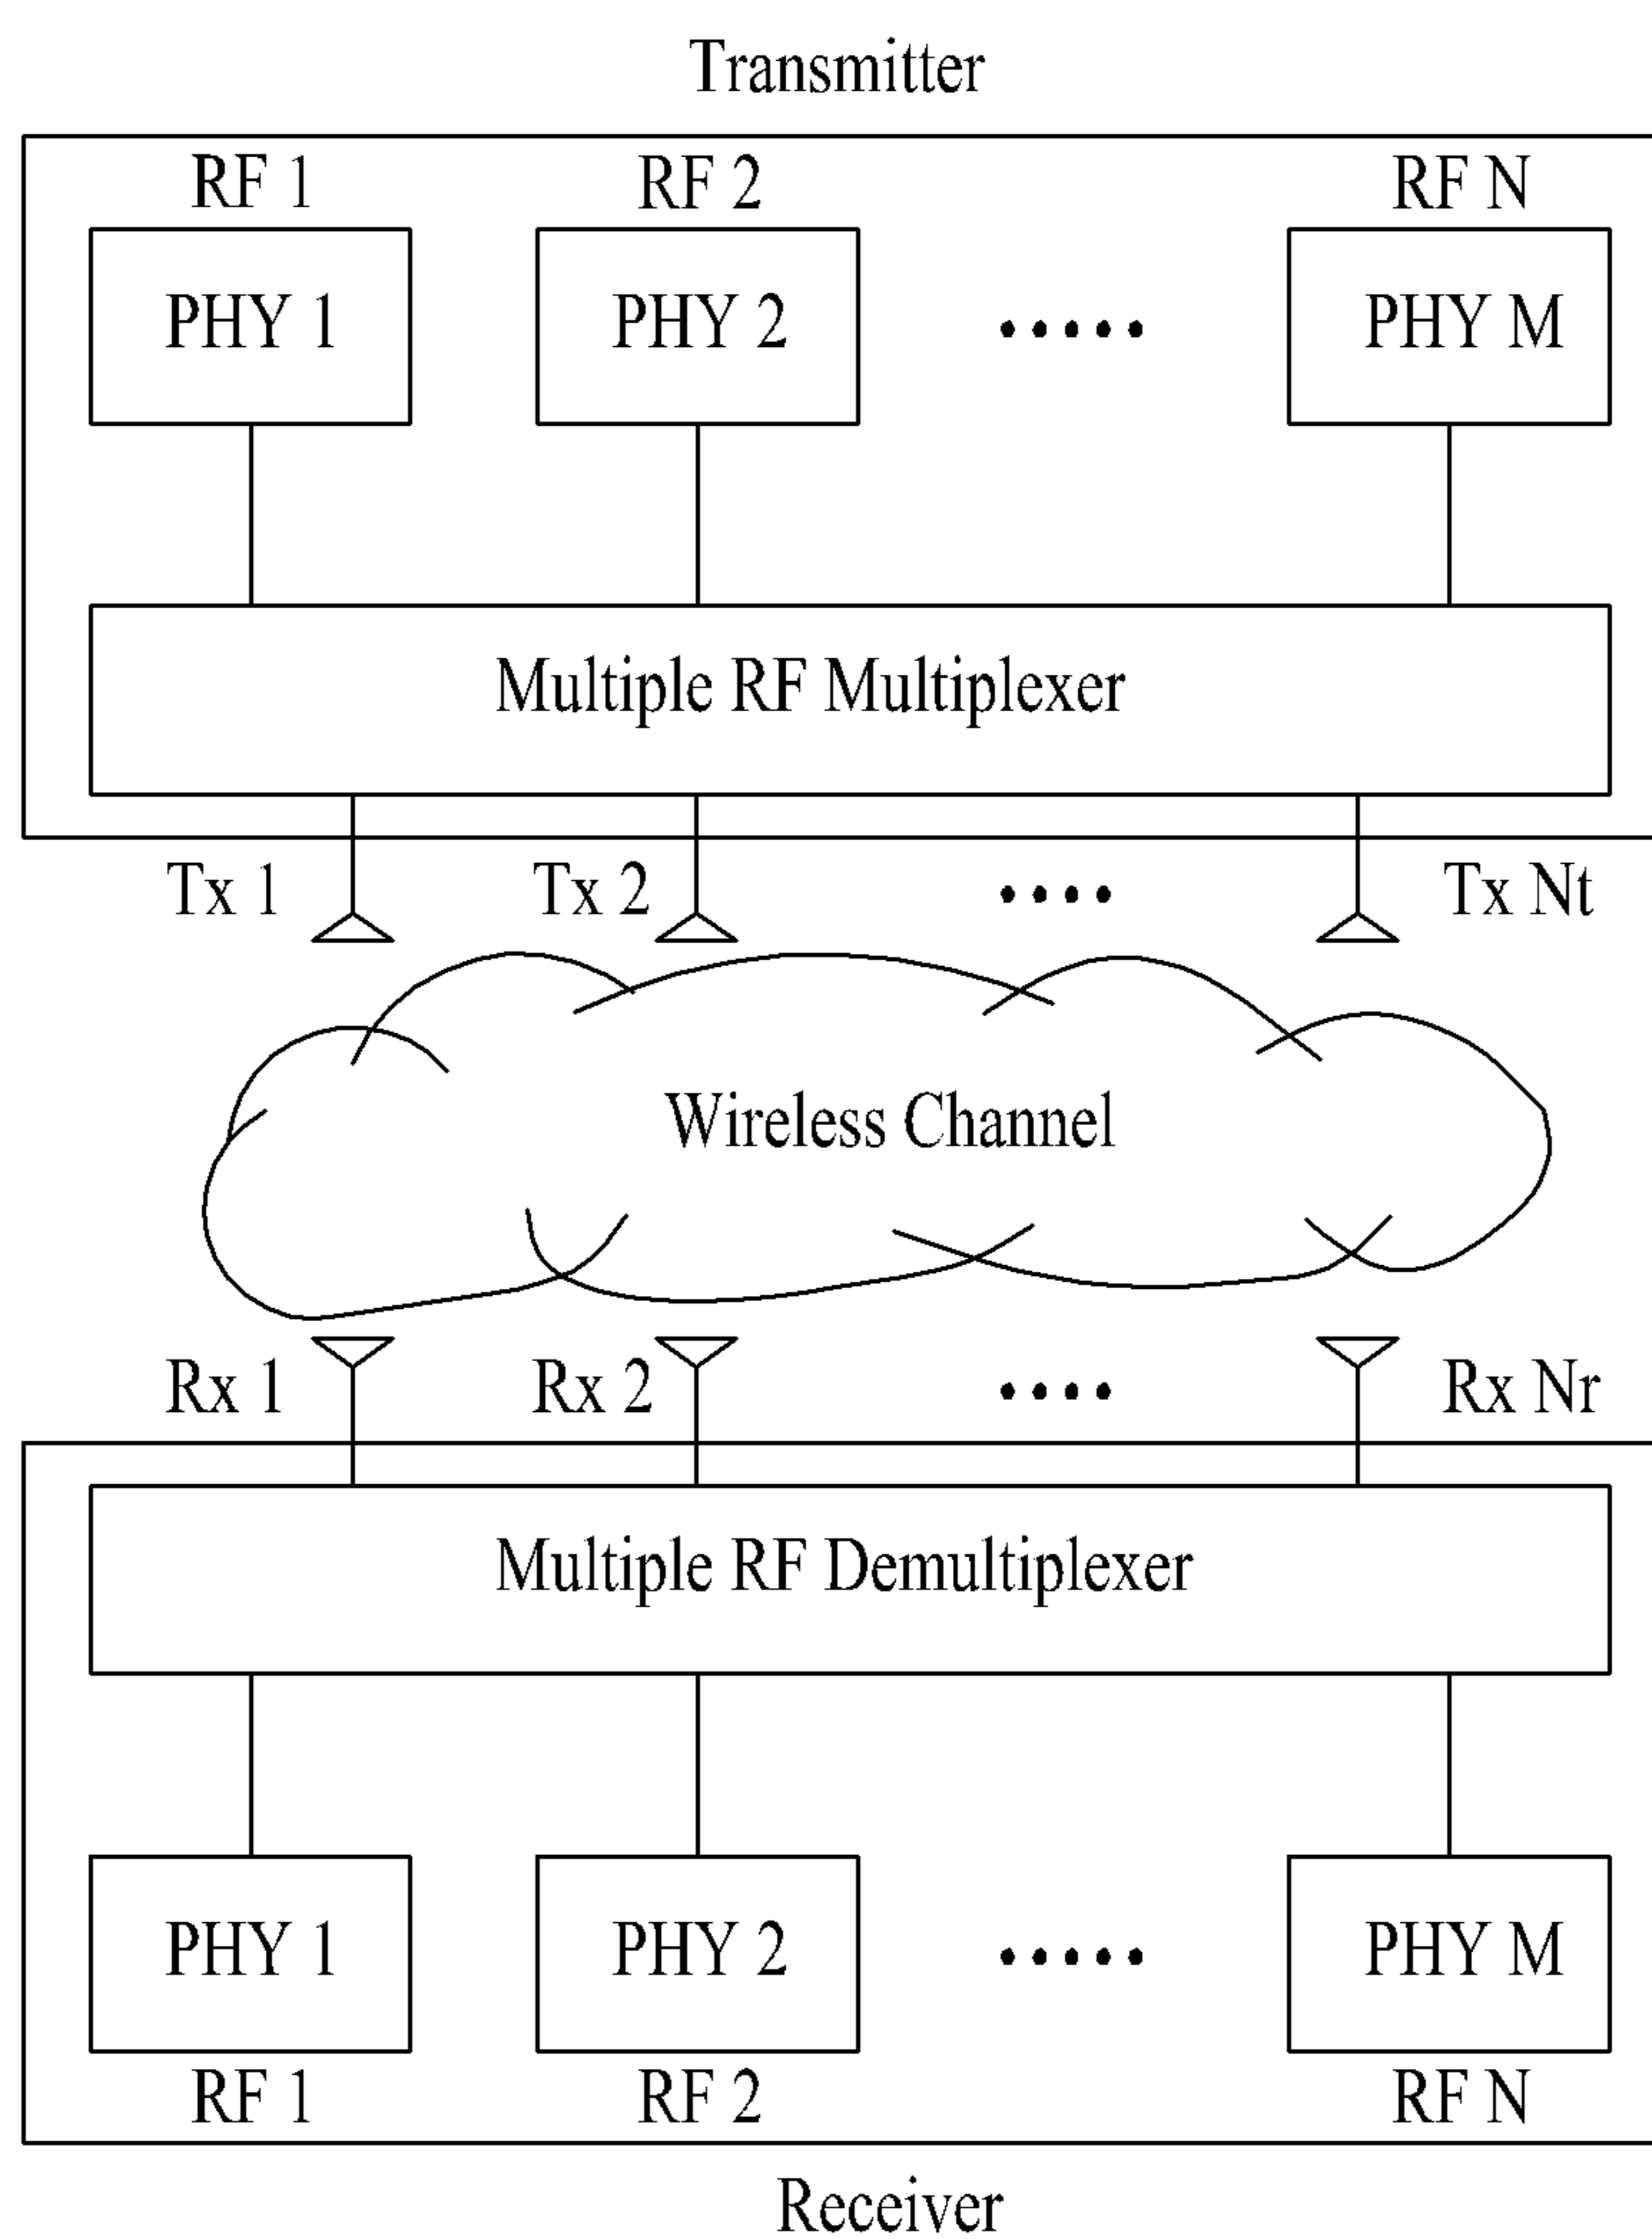 Transmitter
RF 1 RF 2 RF N
PHY 1 PHY 2 ..... PHY M
Multiple RF Multiplexer
Tx 1 Tx 2 .... Tx Nt
Wireless Channel
Rx 1 Rx 2 .... Rx Nr
Multiple RF Demultiplexer
PHY 1 PHY 2 ..... PHY M
RF 1 RF 2 RF N
Receiver